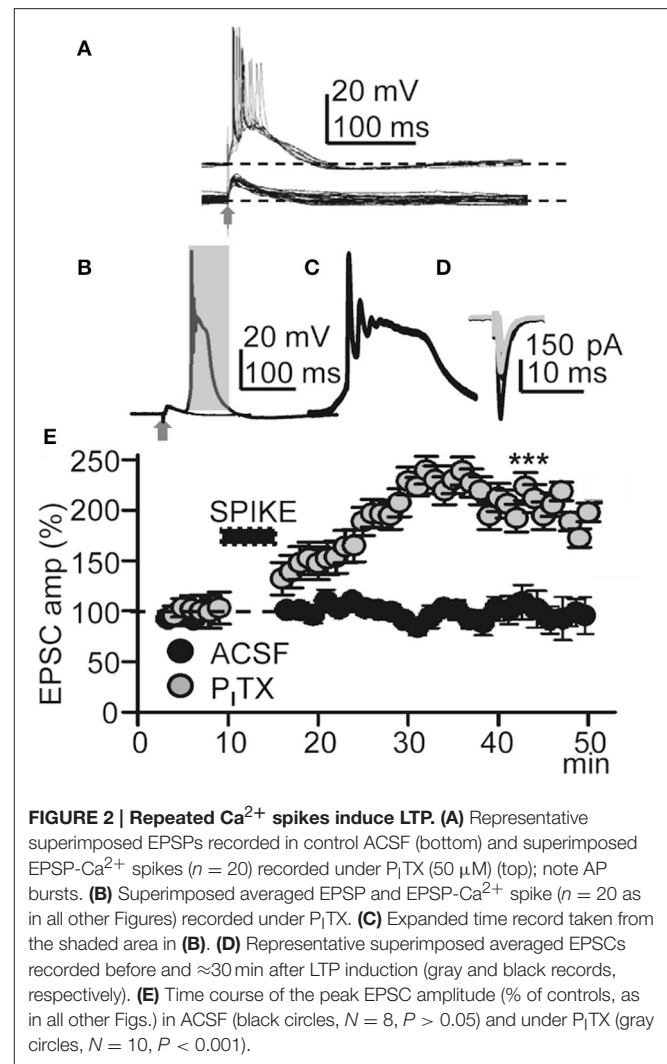 A
20 mV
100 ms
B
C
D
20 mV
100 ms
150 pA
10 ms
E
EPSC amp (%)
250
200
150
100
50
0
SPIKE
***
ACSF
PITX
0
10
20
30
40
50
min
FIGURE 2 | Repeated Ca2+ spikes induce LTP. (A) Representative
superimposed EPSPs recorded in control ACSF (bottom) and superimposed
EPSP-Ca2+ spikes (n = 20) recorded under PITX (50 μM) (top); note AP
bursts. (B) Superimposed averaged EPSP and EPSP-Ca2+ spike (n = 20 as
in all other Figures) recorded under PITX. (C) Expanded time record taken from
the shaded area in (B). (D) Representative superimposed averaged EPSCs
recorded before and ≈30 min after LTP induction (gray and black records,
respectively). (E) Time course of the peak EPSC amplitude (% of controls, as
in all other Figs.) in ACSF (black circles, N = 8, P > 0.05) and under PITX (gray
circles, N = 10, P < 0.001).